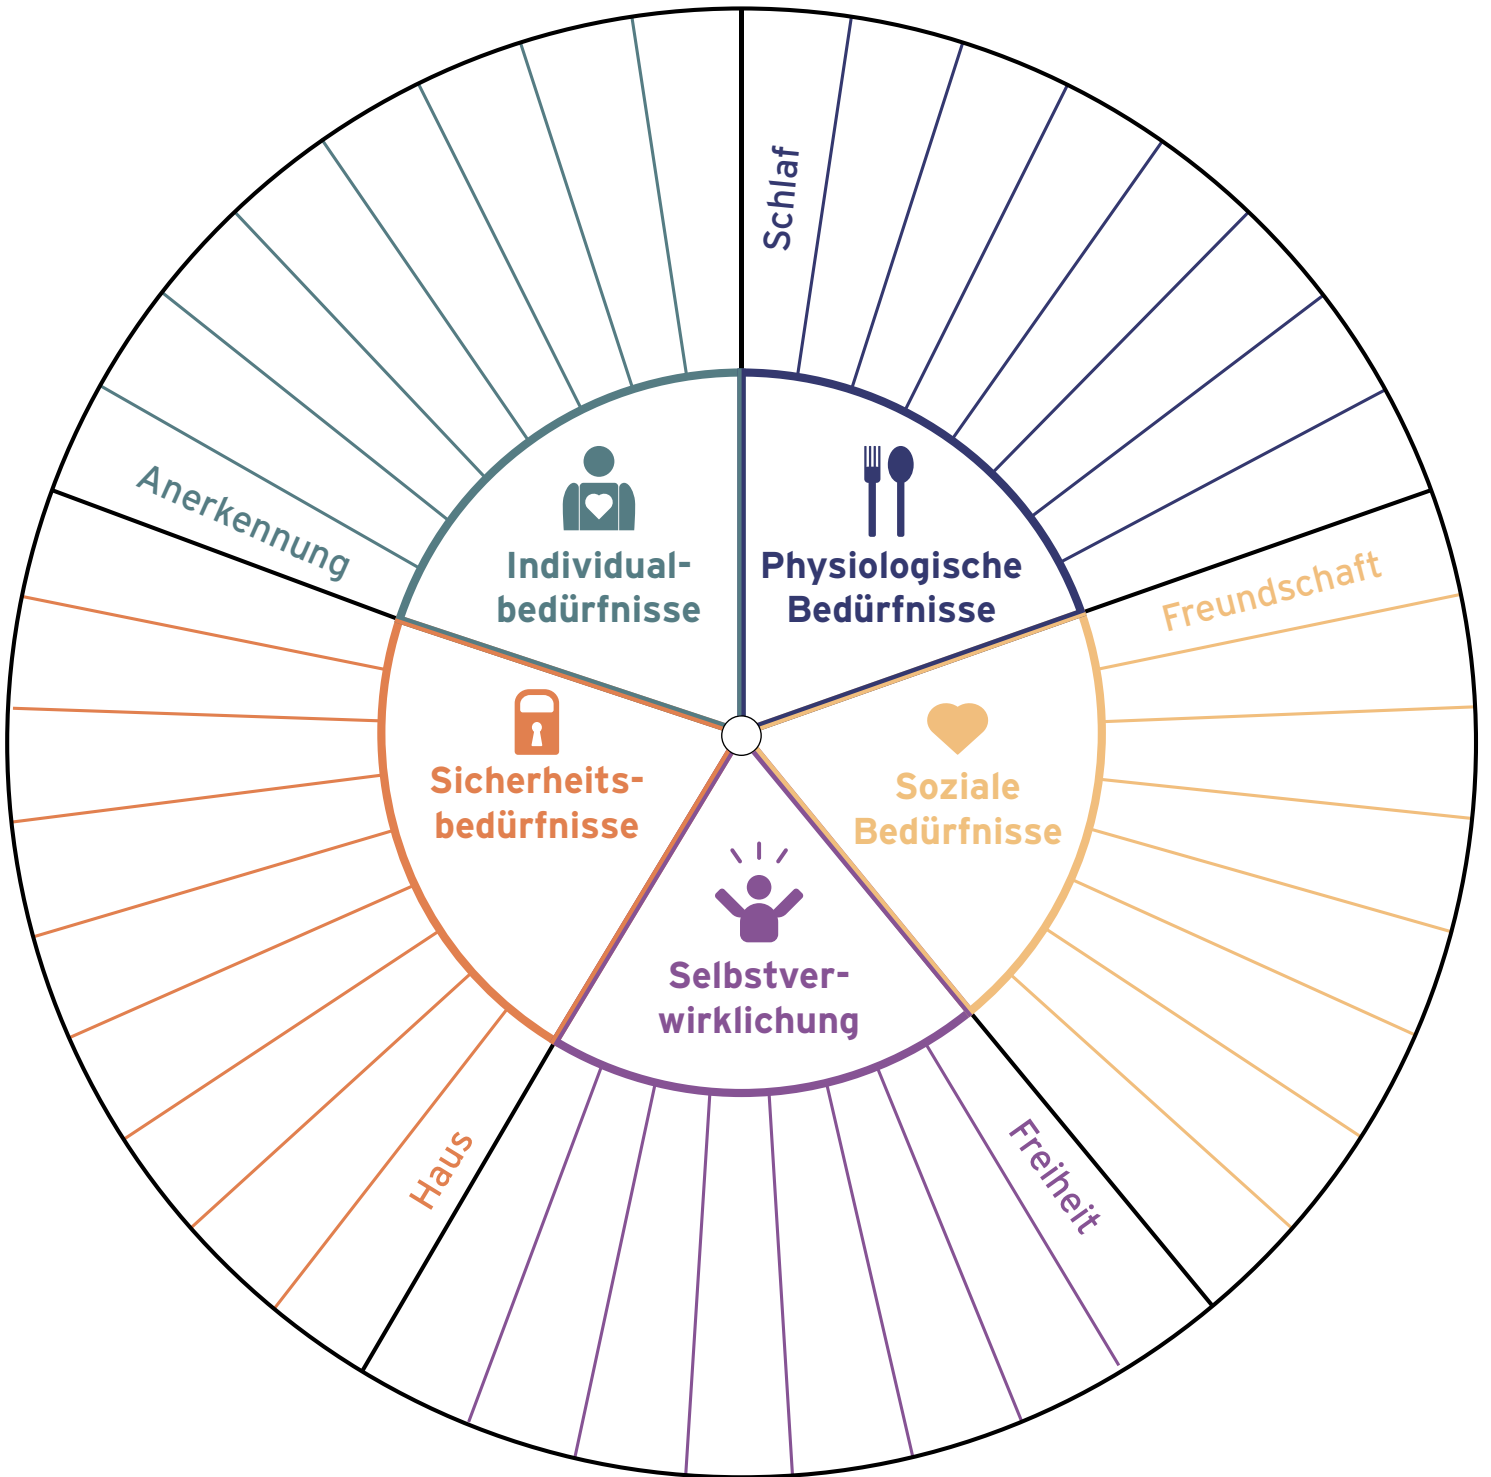 Schlaf
Anerkennung
Freundschaft
Individual-
bedürfnisse
Physiologische
Bedürfnisse
Sicherheits-
bedürfnisse
Soziale
Bedürfnisse
Selbstver-
wirklichung
Haus
Freiheit